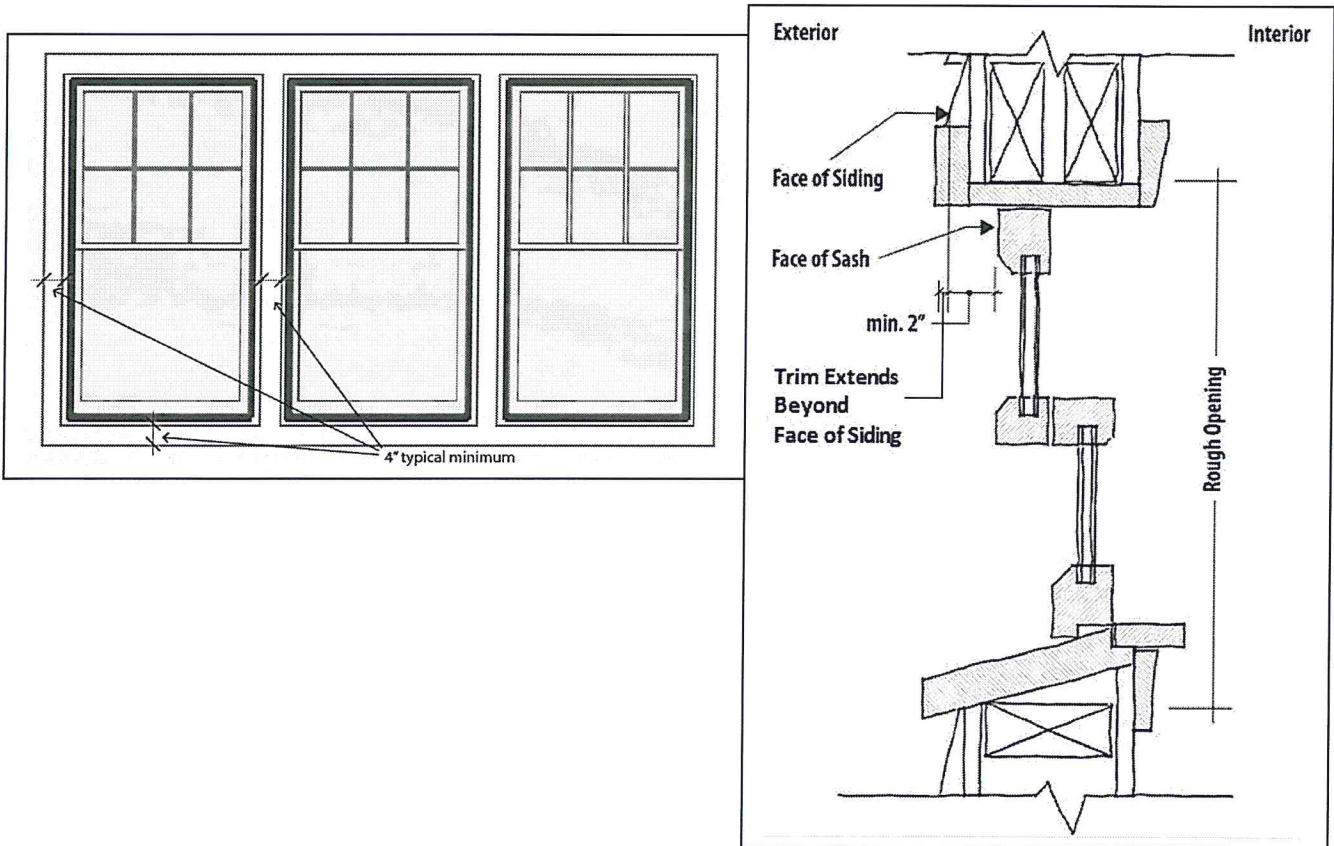 4" typical minimum
Exterior
Interior
Face of Siding
Face of Sash
min. 2"
Trim Extends
Beyond
Face of Siding
Rough Opening